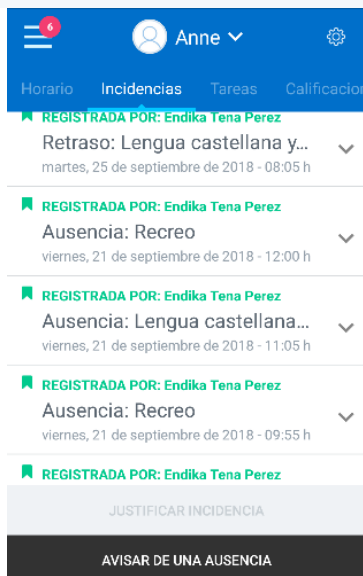 6
Anne
Horario Incidencias Tareas Calificacion
REGISTRADA POR: Endika Tena Perez
Retraso: Lengua castellana y...
martes, 25 de septiembre de 2018 - 08:05 h
REGISTRADA POR: Endika Tena Perez
Ausencia: Recreo
viernes, 21 de septiembre de 2018 - 12:00 h
REGISTRADA POR: Endika Tena Perez
Ausencia: Lengua castellana...
viernes, 21 de septiembre de 2018 - 11:05 h
REGISTRADA POR: Endika Tena Perez
Ausencia: Recreo
viernes, 21 de septiembre de 2018 - 09:55 h
REGISTRADA POR: Endika Tena Perez
JUSTIFICAR INCIDENCIA
AVISAR DE UNA AUSENCIA